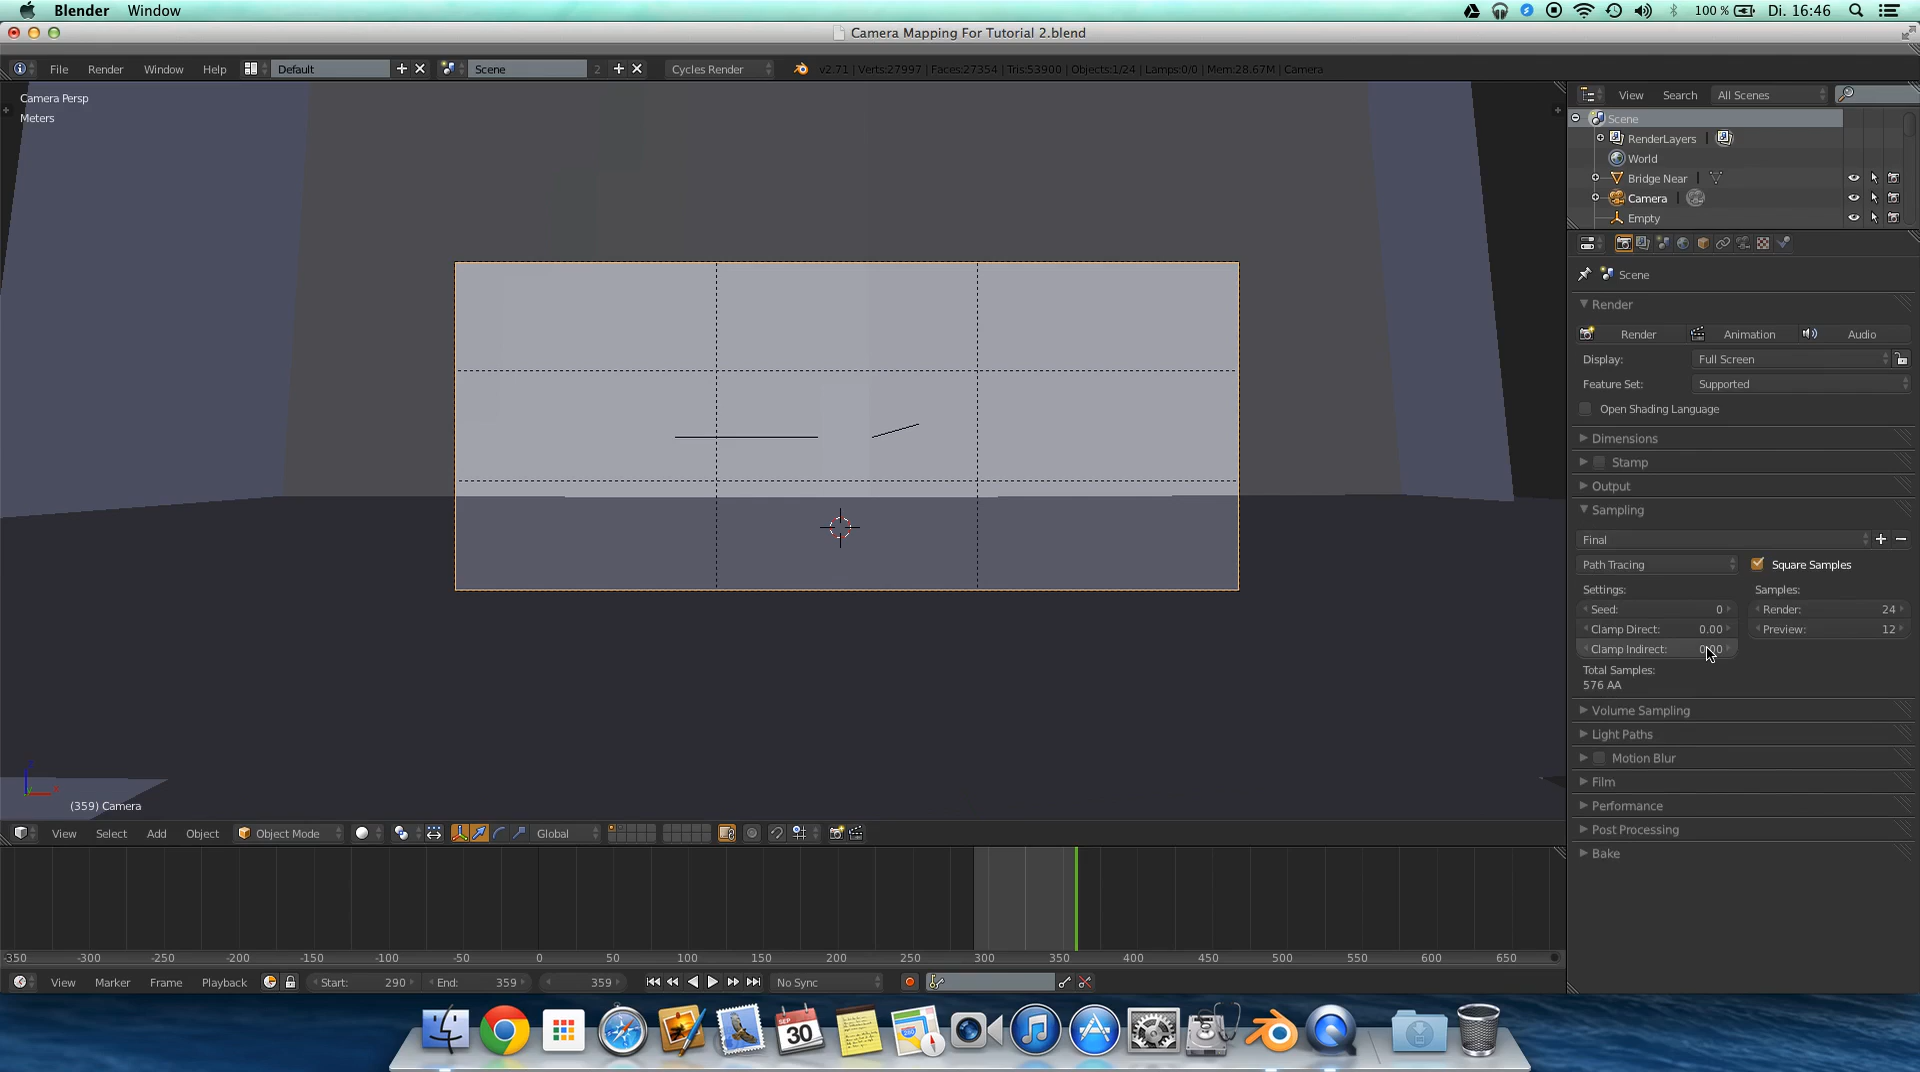 Blender Window 100 % Di. 16:46
Camera Mapping For Tutorial 2.blend
File Render Window Help Default Scene 2 Cycles Render v2.71 | Verts:27997 | Faces:27354 | Tris:53900 | Objects:1/24 | Lamps:0/0 | Mem:28.67M | Camera
Camera Persp
Meters
(359) Camera
View Select Add Object Object Mode Global
-350 -300 -250 -200 -150 -100 -50 0 50 100 150 200 250 300 350 400 450 500 550 600 650
View Marker Frame Playback Start: 290 End: 359 359 No Sync
View Search All Scenes
Scene
RenderLayers |
World
Bridge Near |
Camera |
Empty
Scene
Render
Render Animation Audio
Display: Full Screen
Feature Set: Supported
Open Shading Language
Dimensions
Stamp
Output
Sampling
Final
Path Tracing Square Samples
Settings: Samples:
Seed: 0 Render: 24
Clamp Direct: 0.00 Preview: 12
Clamp Indirect: 0.00
Total Samples:
576 AA
Volume Sampling
Light Paths
Motion Blur
Film
Performance
Post Processing
Bake
SEP
30